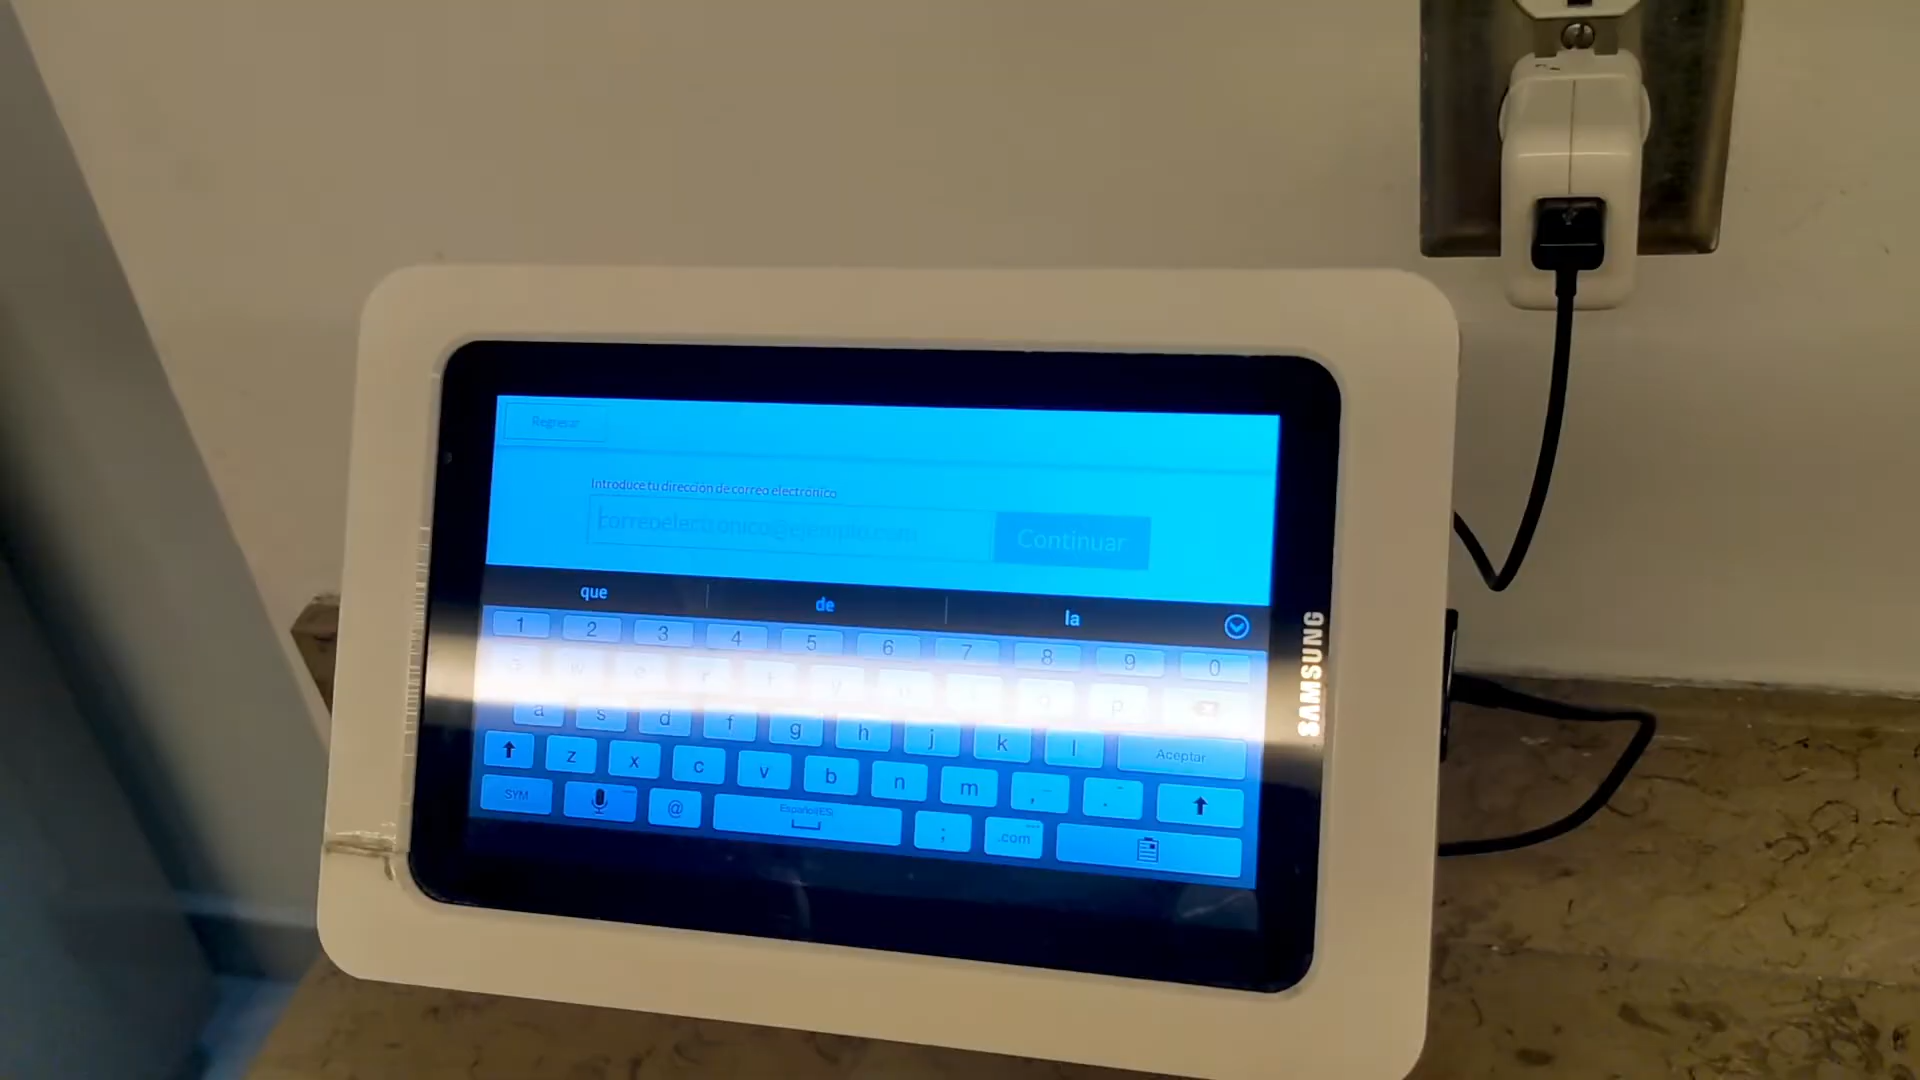 Regresar
Introduce tu dirección de correo electrónico
correoelectronico@ejemplo.com
Continuar
que de la
1 2 3 4 5 6 7 8 9 0
w e r t y u o p
a s d f g h j k l Aceptar
z x c v b n m , .
SYM @ Español(ES) ; .com
SAMSUNG